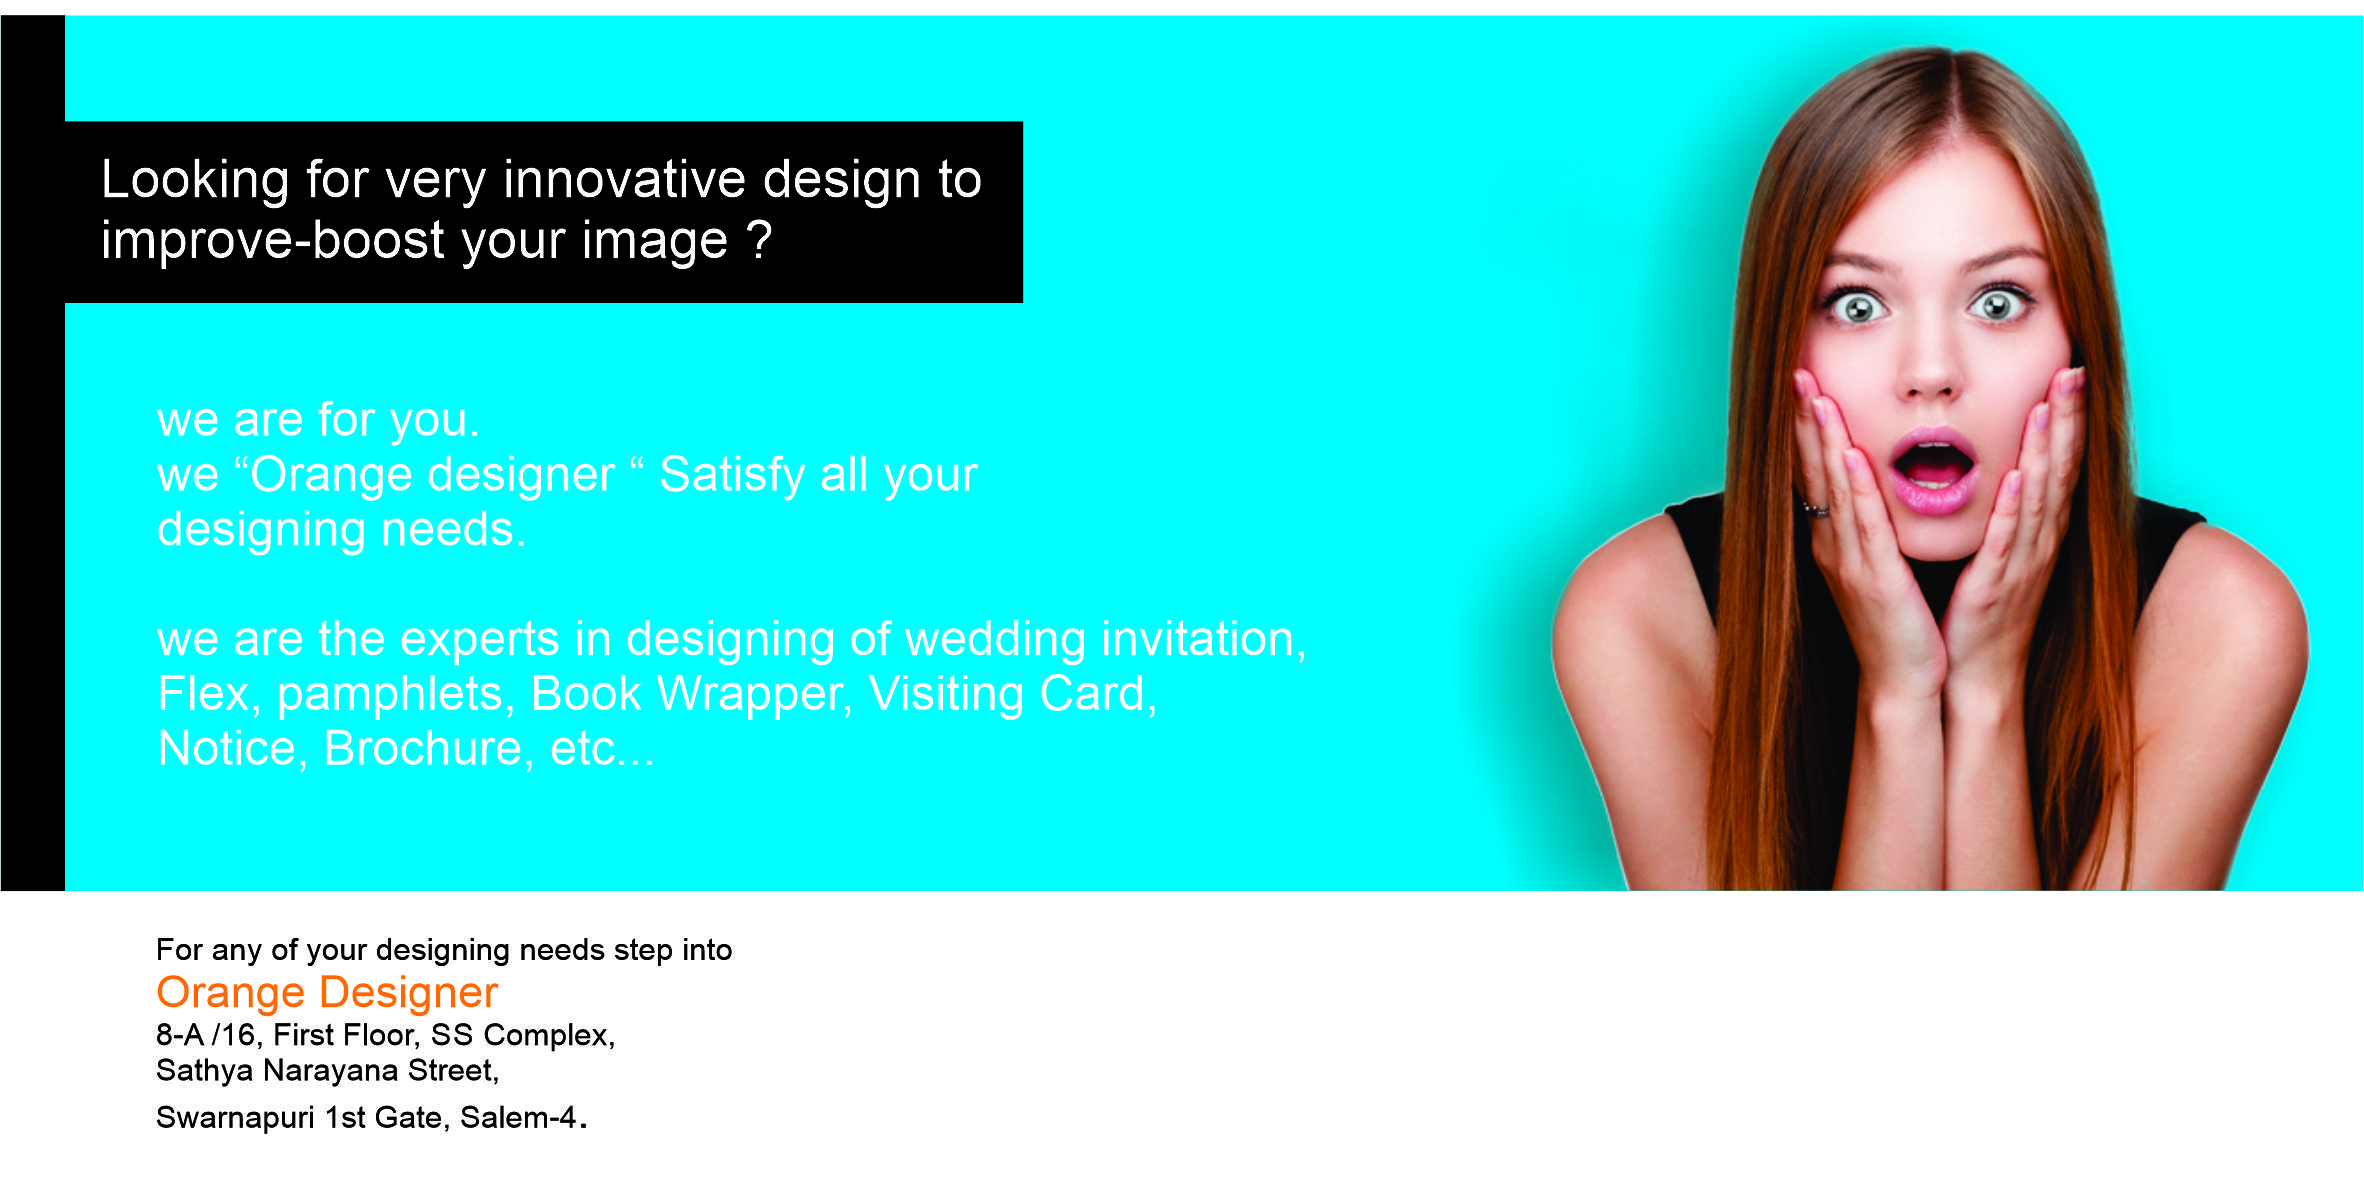 Looking for very innovative design to
improve-boost your image ?
we are for you.
we “Orange designer “ Satisfy all your
designing needs.
we are the experts in designing of wedding invitation,
Flex, pamphlets, Book Wrapper, Visiting Card,
Notice, Brochure, etc...
For any of your designing needs step into
Orange Designer
8-A /16, First Floor, SS Complex,
Sathya Narayana Street,
Swarnapuri 1st Gate, Salem-4.